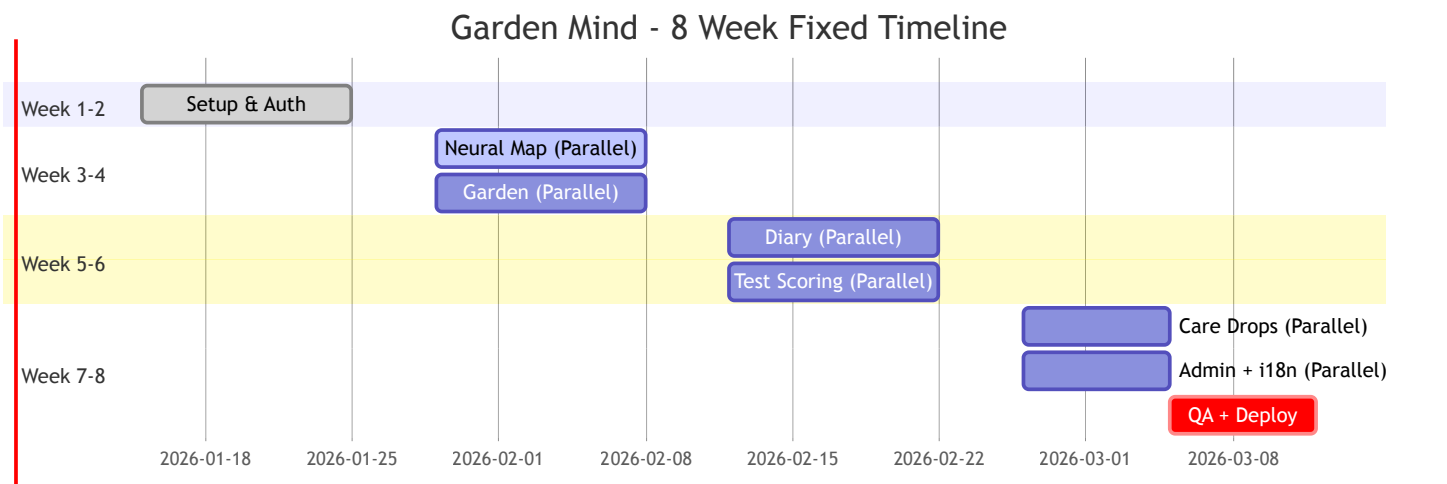 Garden Mind - 8 Week Fixed Timeline
Week 1-2
Setup & Auth
Week 3-4
Neural Map (Parallel)
Garden (Parallel)
Week 5-6
Diary (Parallel)
Test Scoring (Parallel)
Week 7-8
Care Drops (Parallel)
Admin + i18n (Parallel)
QA + Deploy
2026-01-18
2026-01-25
2026-02-01
2026-02-08
2026-02-15
2026-02-22
2026-03-01
2026-03-08